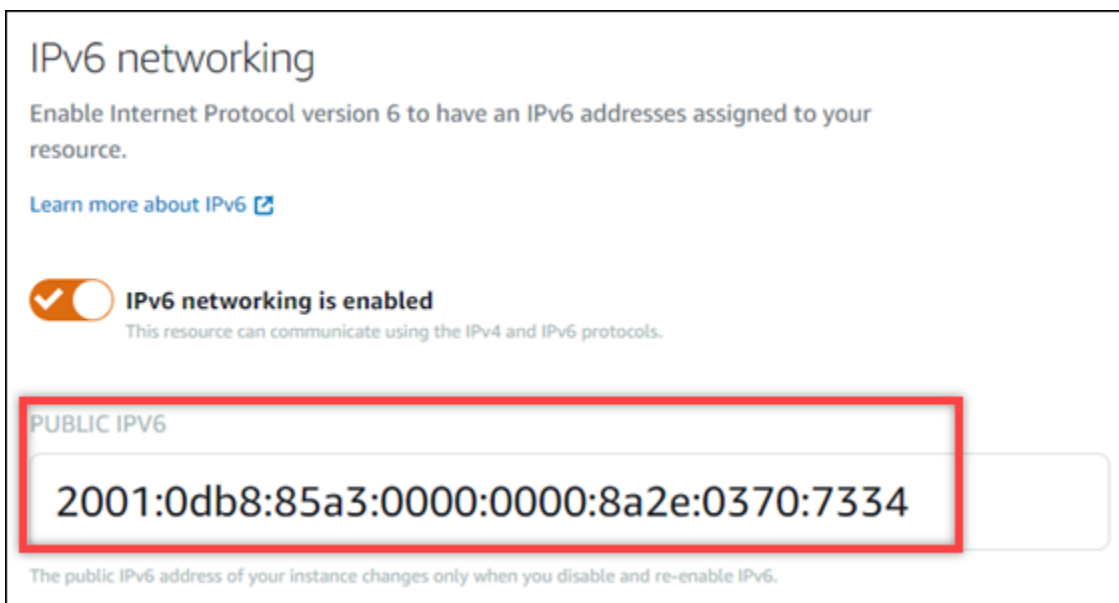 IPv6 networking
Enable Internet Protocol version 6 to have an IPv6 addresses assigned to your
resource.
Learn more about IPv6
IPv6 networking is enabled
This resource can communicate using the IPv4 and IPv6 protocols.
PUBLIC IPV6
2001:0db8:85a3:0000:0000:8a2e:0370:7334
The public IPv6 address of your instance changes only when you disable and re-enable IPv6.